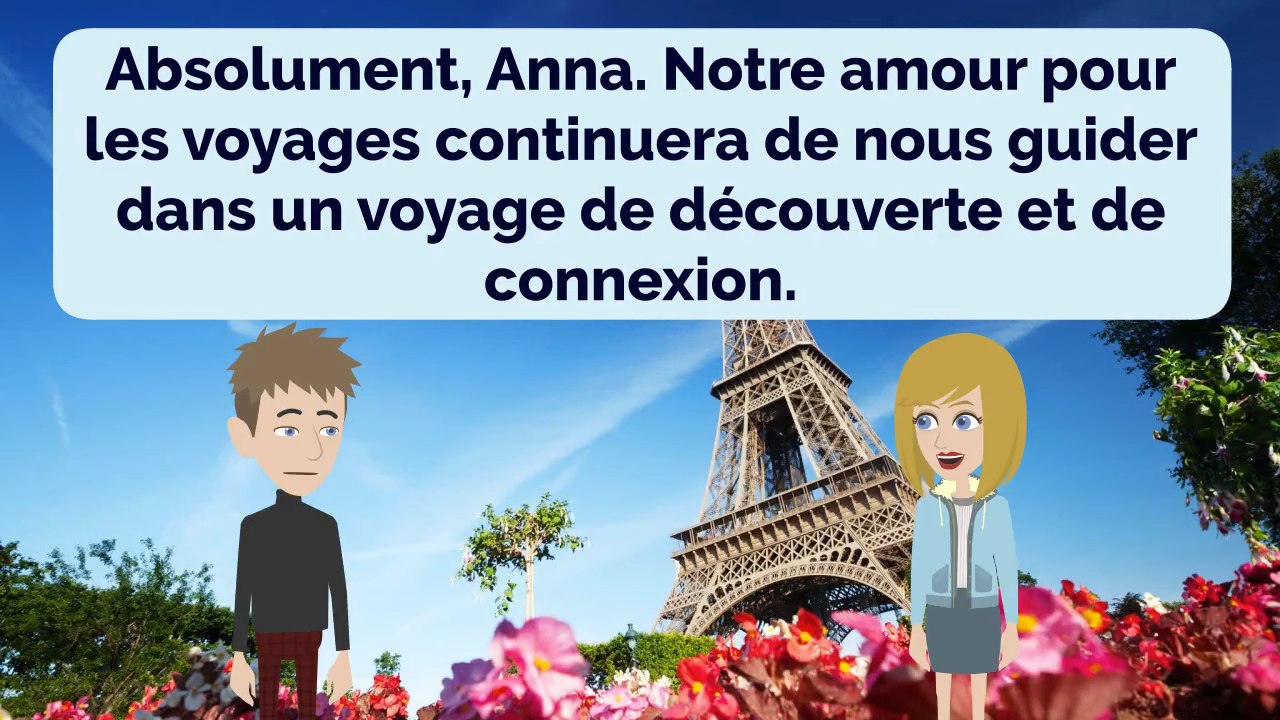 Absolument, Anna. Notre amour pour
les voyages continuera de nous guider
dans un voyage de découverte et de
connexion.